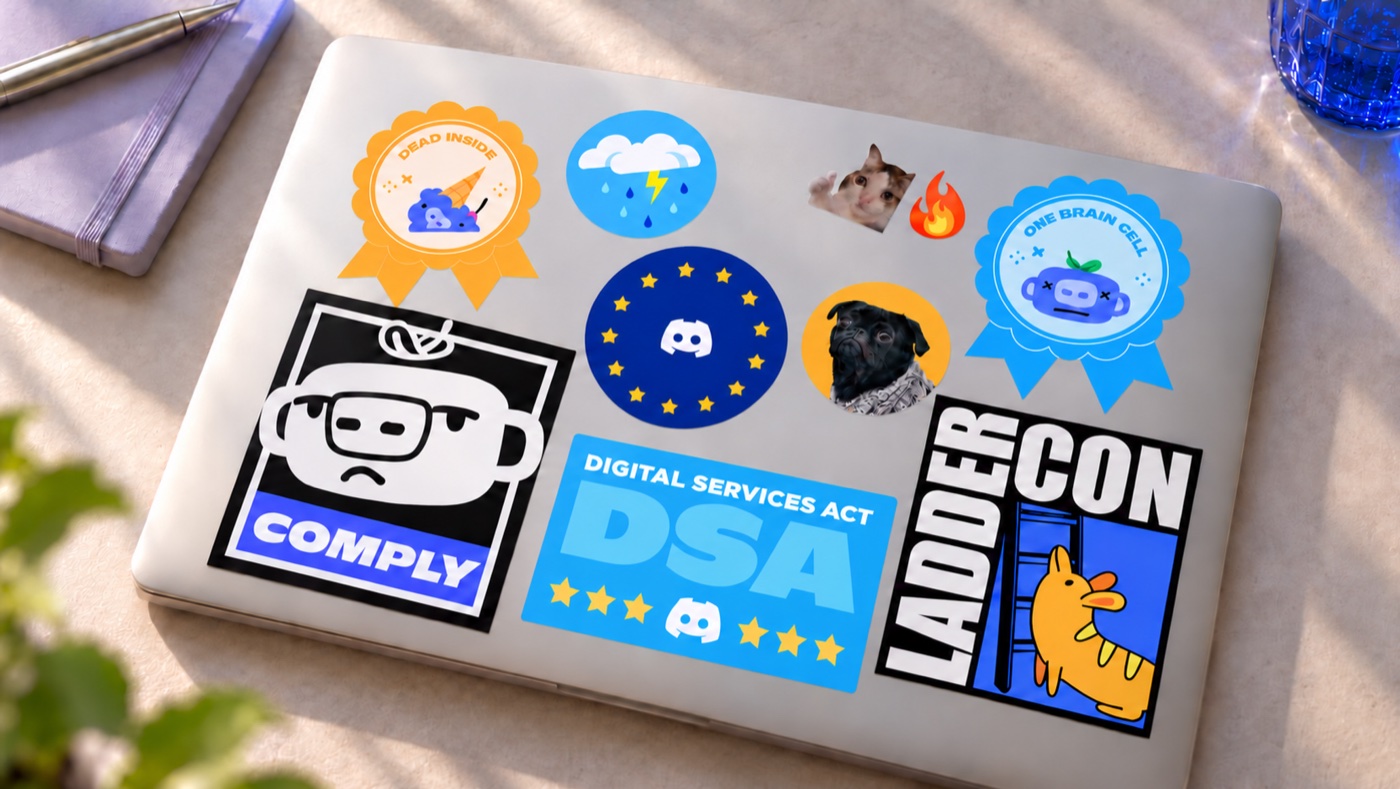 DEAD INSIDE
ONE BRAIN CELL
COMPLY
DIGITAL SERVICES ACT
DSA
LADDER
CON